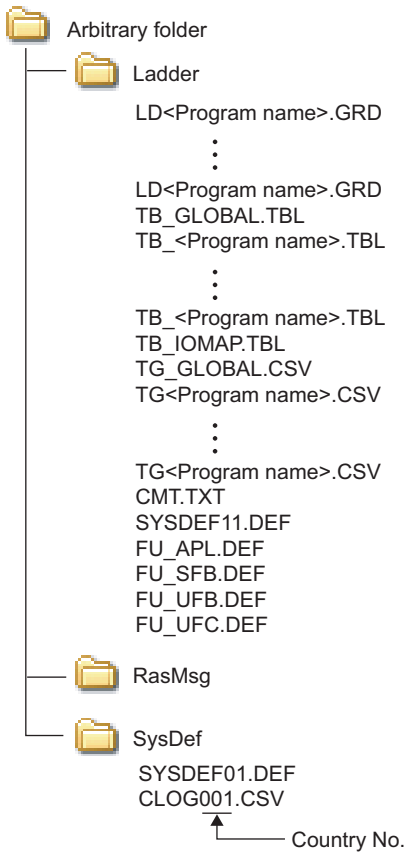 Arbitrary folder
Ladder
LD<Program name>.GRD
LD<Program name>.GRD
TB_GLOBAL.TBL
TB_<Program name>.TBL
TB_<Program name>.TBL
TB_IOMAP.TBL
TG_GLOBAL.CSV
TG<Program name>.CSV
TG<Program name>.CSV
CMT.TXT
SYSDEF11.DEF
FU_APL.DEF
FU_SFB.DEF
FU_UFB.DEF
FU_UFC.DEF
RasMsg
SysDef
SYSDEF01.DEF
CLOG001.CSV
Country No.